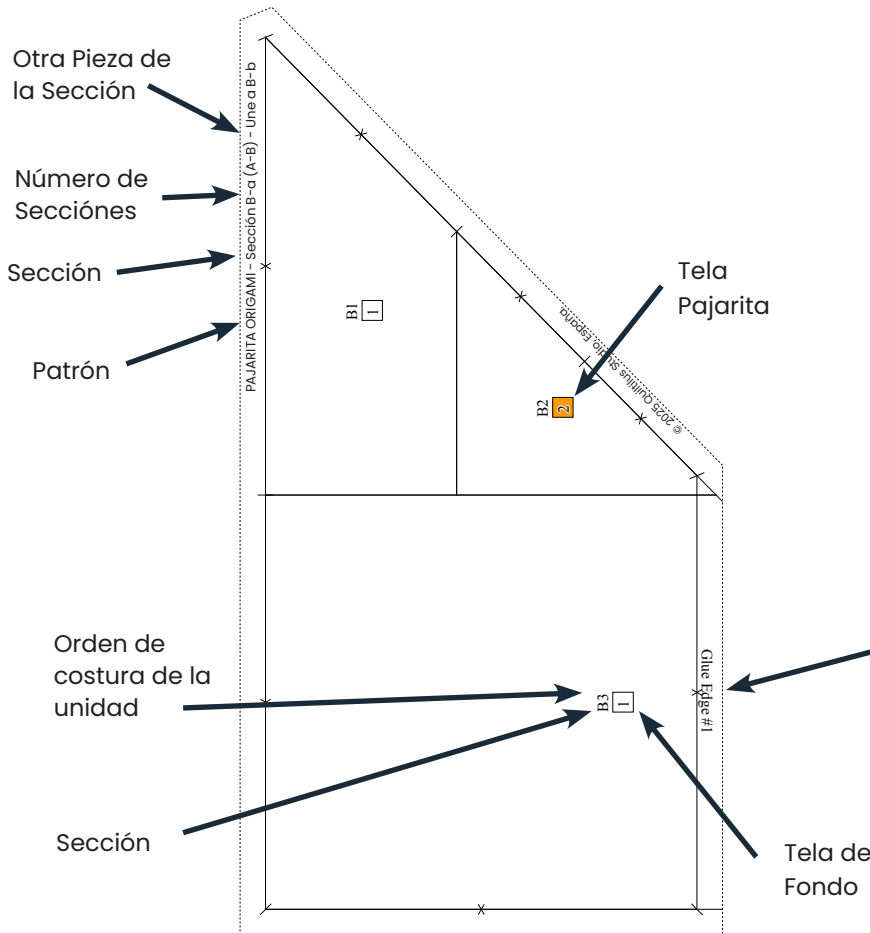 Otra Pieza de
la Sección
Número de
Secciónes
Sección
Patrón
PAJARITA ORIGAMI - Sección B-a (A-B) - Une a B-b
B1
1
Tela
Pajarita
© 2025 Quiltilius Studio, España.
B2
2
Orden de
costura de la
unidad
Glue Edge #1
B3
1
Sección
Tela de
Fondo